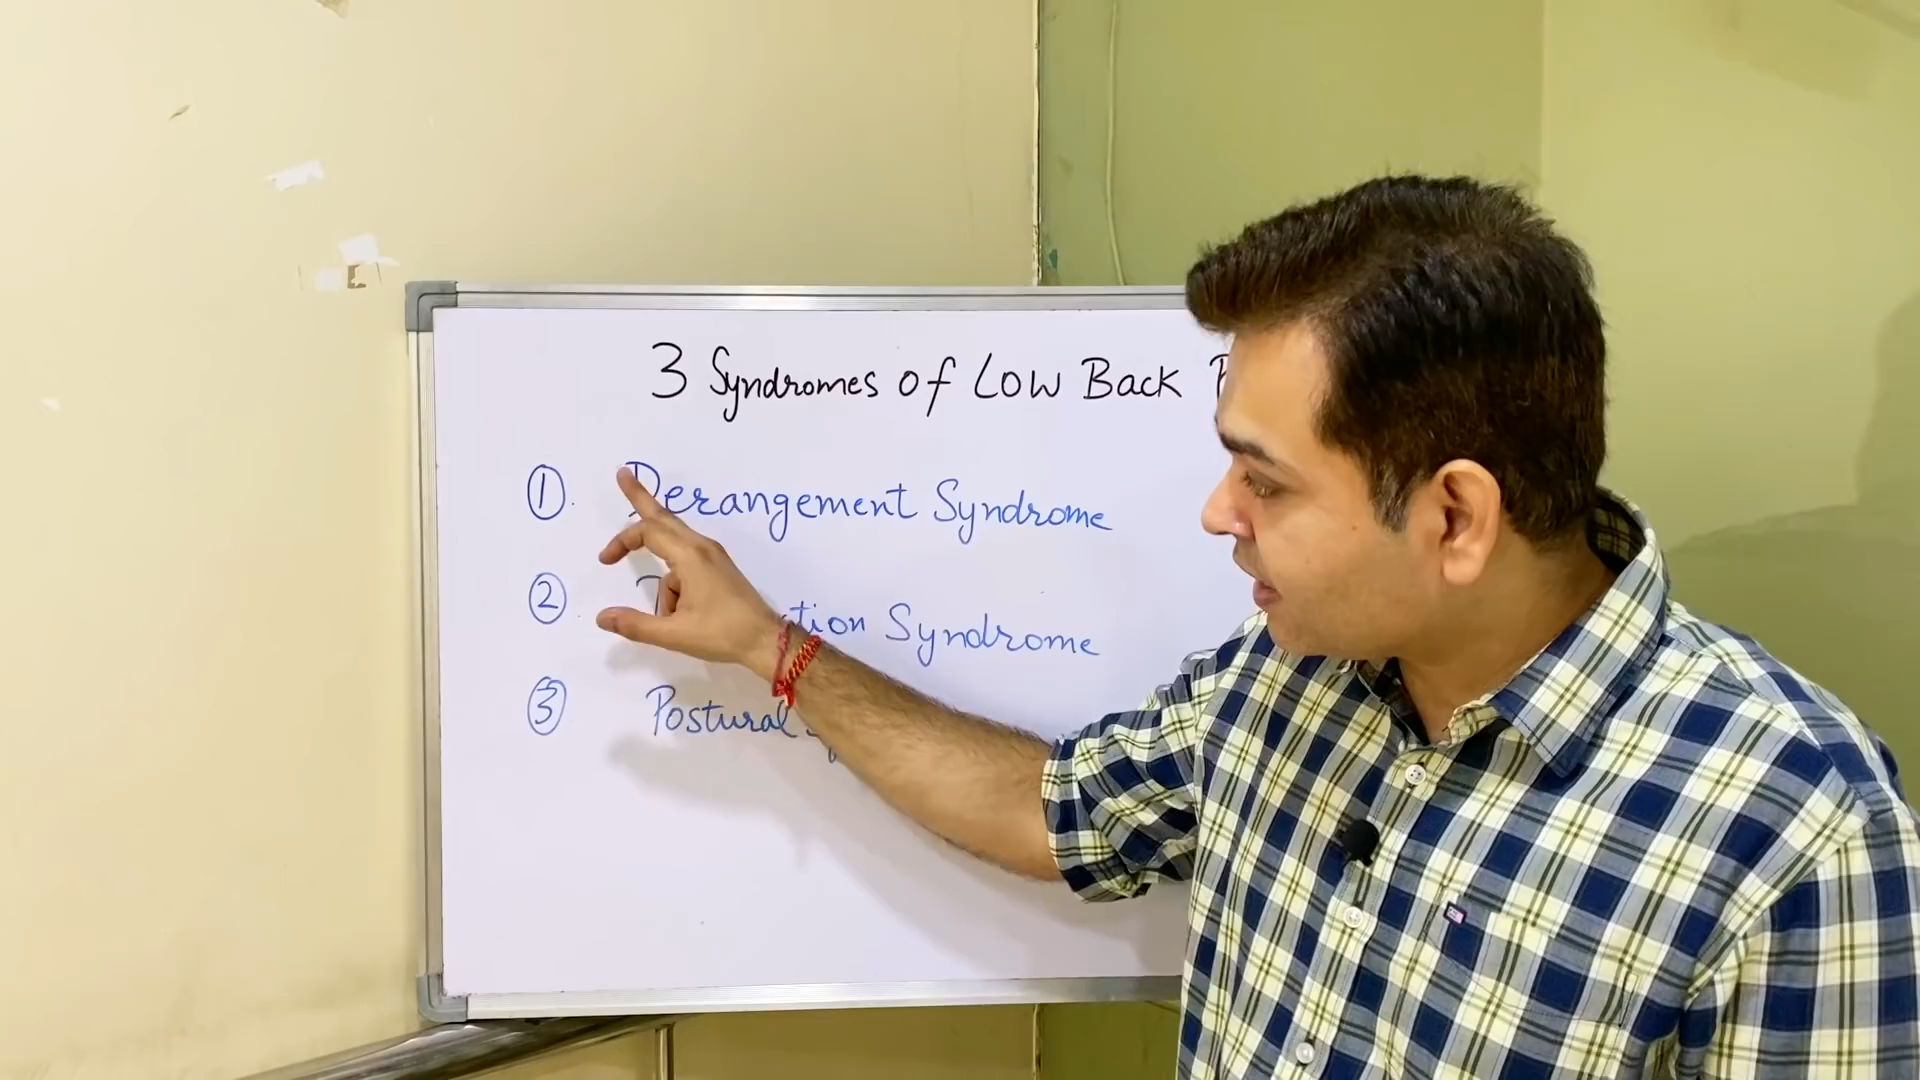 3 Syndromes of Low Back
①. Derangement Syndrome
② Syndrome
③ Postural